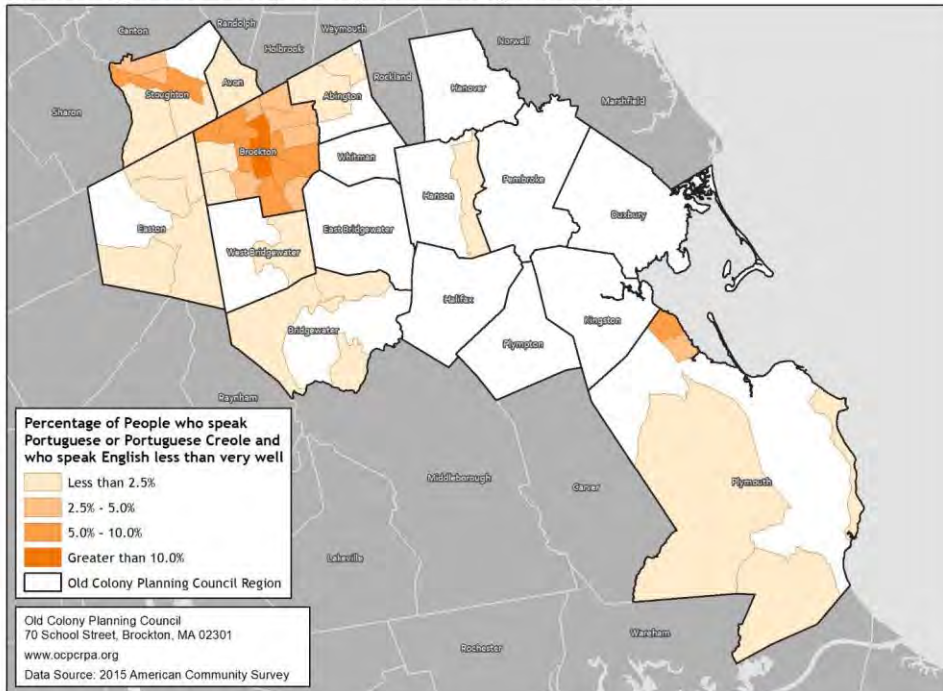 Canton
Randolph
Weymouth
Holbrook
Norwell
Rockland
Stoughton
Avon
Abington
Hanover
Marshfield
Sharon
Brockton
Whitman
Hanson
Pembroke
Duxbury
Easton
West Bridgewater
East Bridgewater
Halifax
Kingston
Bridgewater
Plympton
Raynham
Middleborough
Carver
Plymouth
Lakeville
Rochester
Wareham
Percentage of People who speak
Portuguese or Portuguese Creole and
who speak English less than very well
Less than 2.5%
2.5% - 5.0%
5.0% - 10.0%
Greater than 10.0%
Old Colony Planning Council Region
Old Colony Planning Council
70 School Street, Brockton, MA 02301
www.ocpcrpa.org
Data Source: 2015 American Community Survey